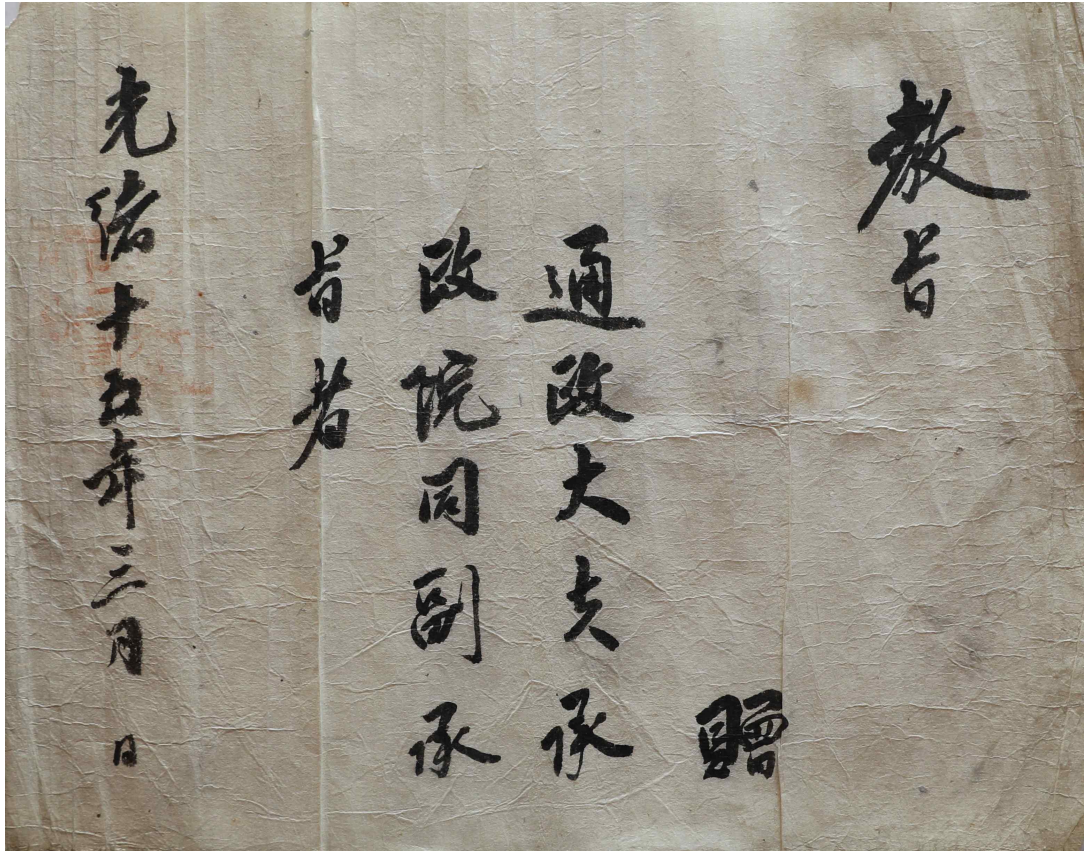 教旨
贈
通政大夫承
政院同副承
旨者
光緒十五年三月 日